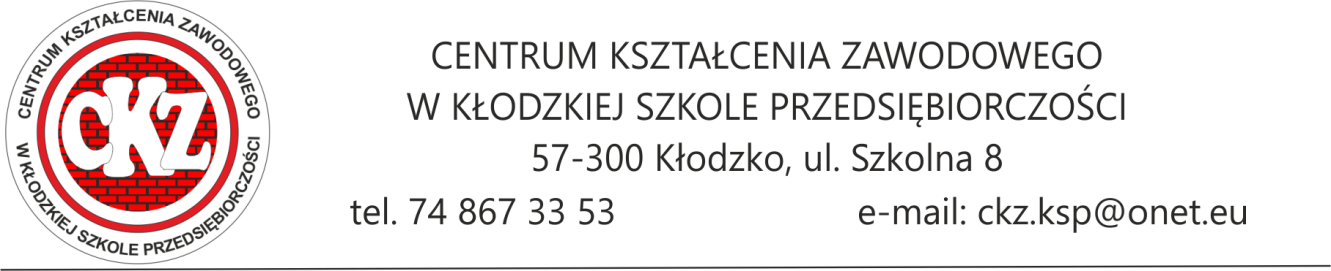 CENTRUM KSZTAŁCENIA ZAWODOWEGO
W KŁODZKIEJ SZKOLE PRZEDSIĘBIORCZOŚCI
CKZ
CENTRUM KSZTAŁCENIA ZAWODOWEGO
W KŁODZKIEJ SZKOLE PRZEDSIĘBIORCZOŚCI
57-300 Kłodzko, ul. Szkolna 8
tel. 74 867 33 53 e-mail: ckz.ksp@onet.eu